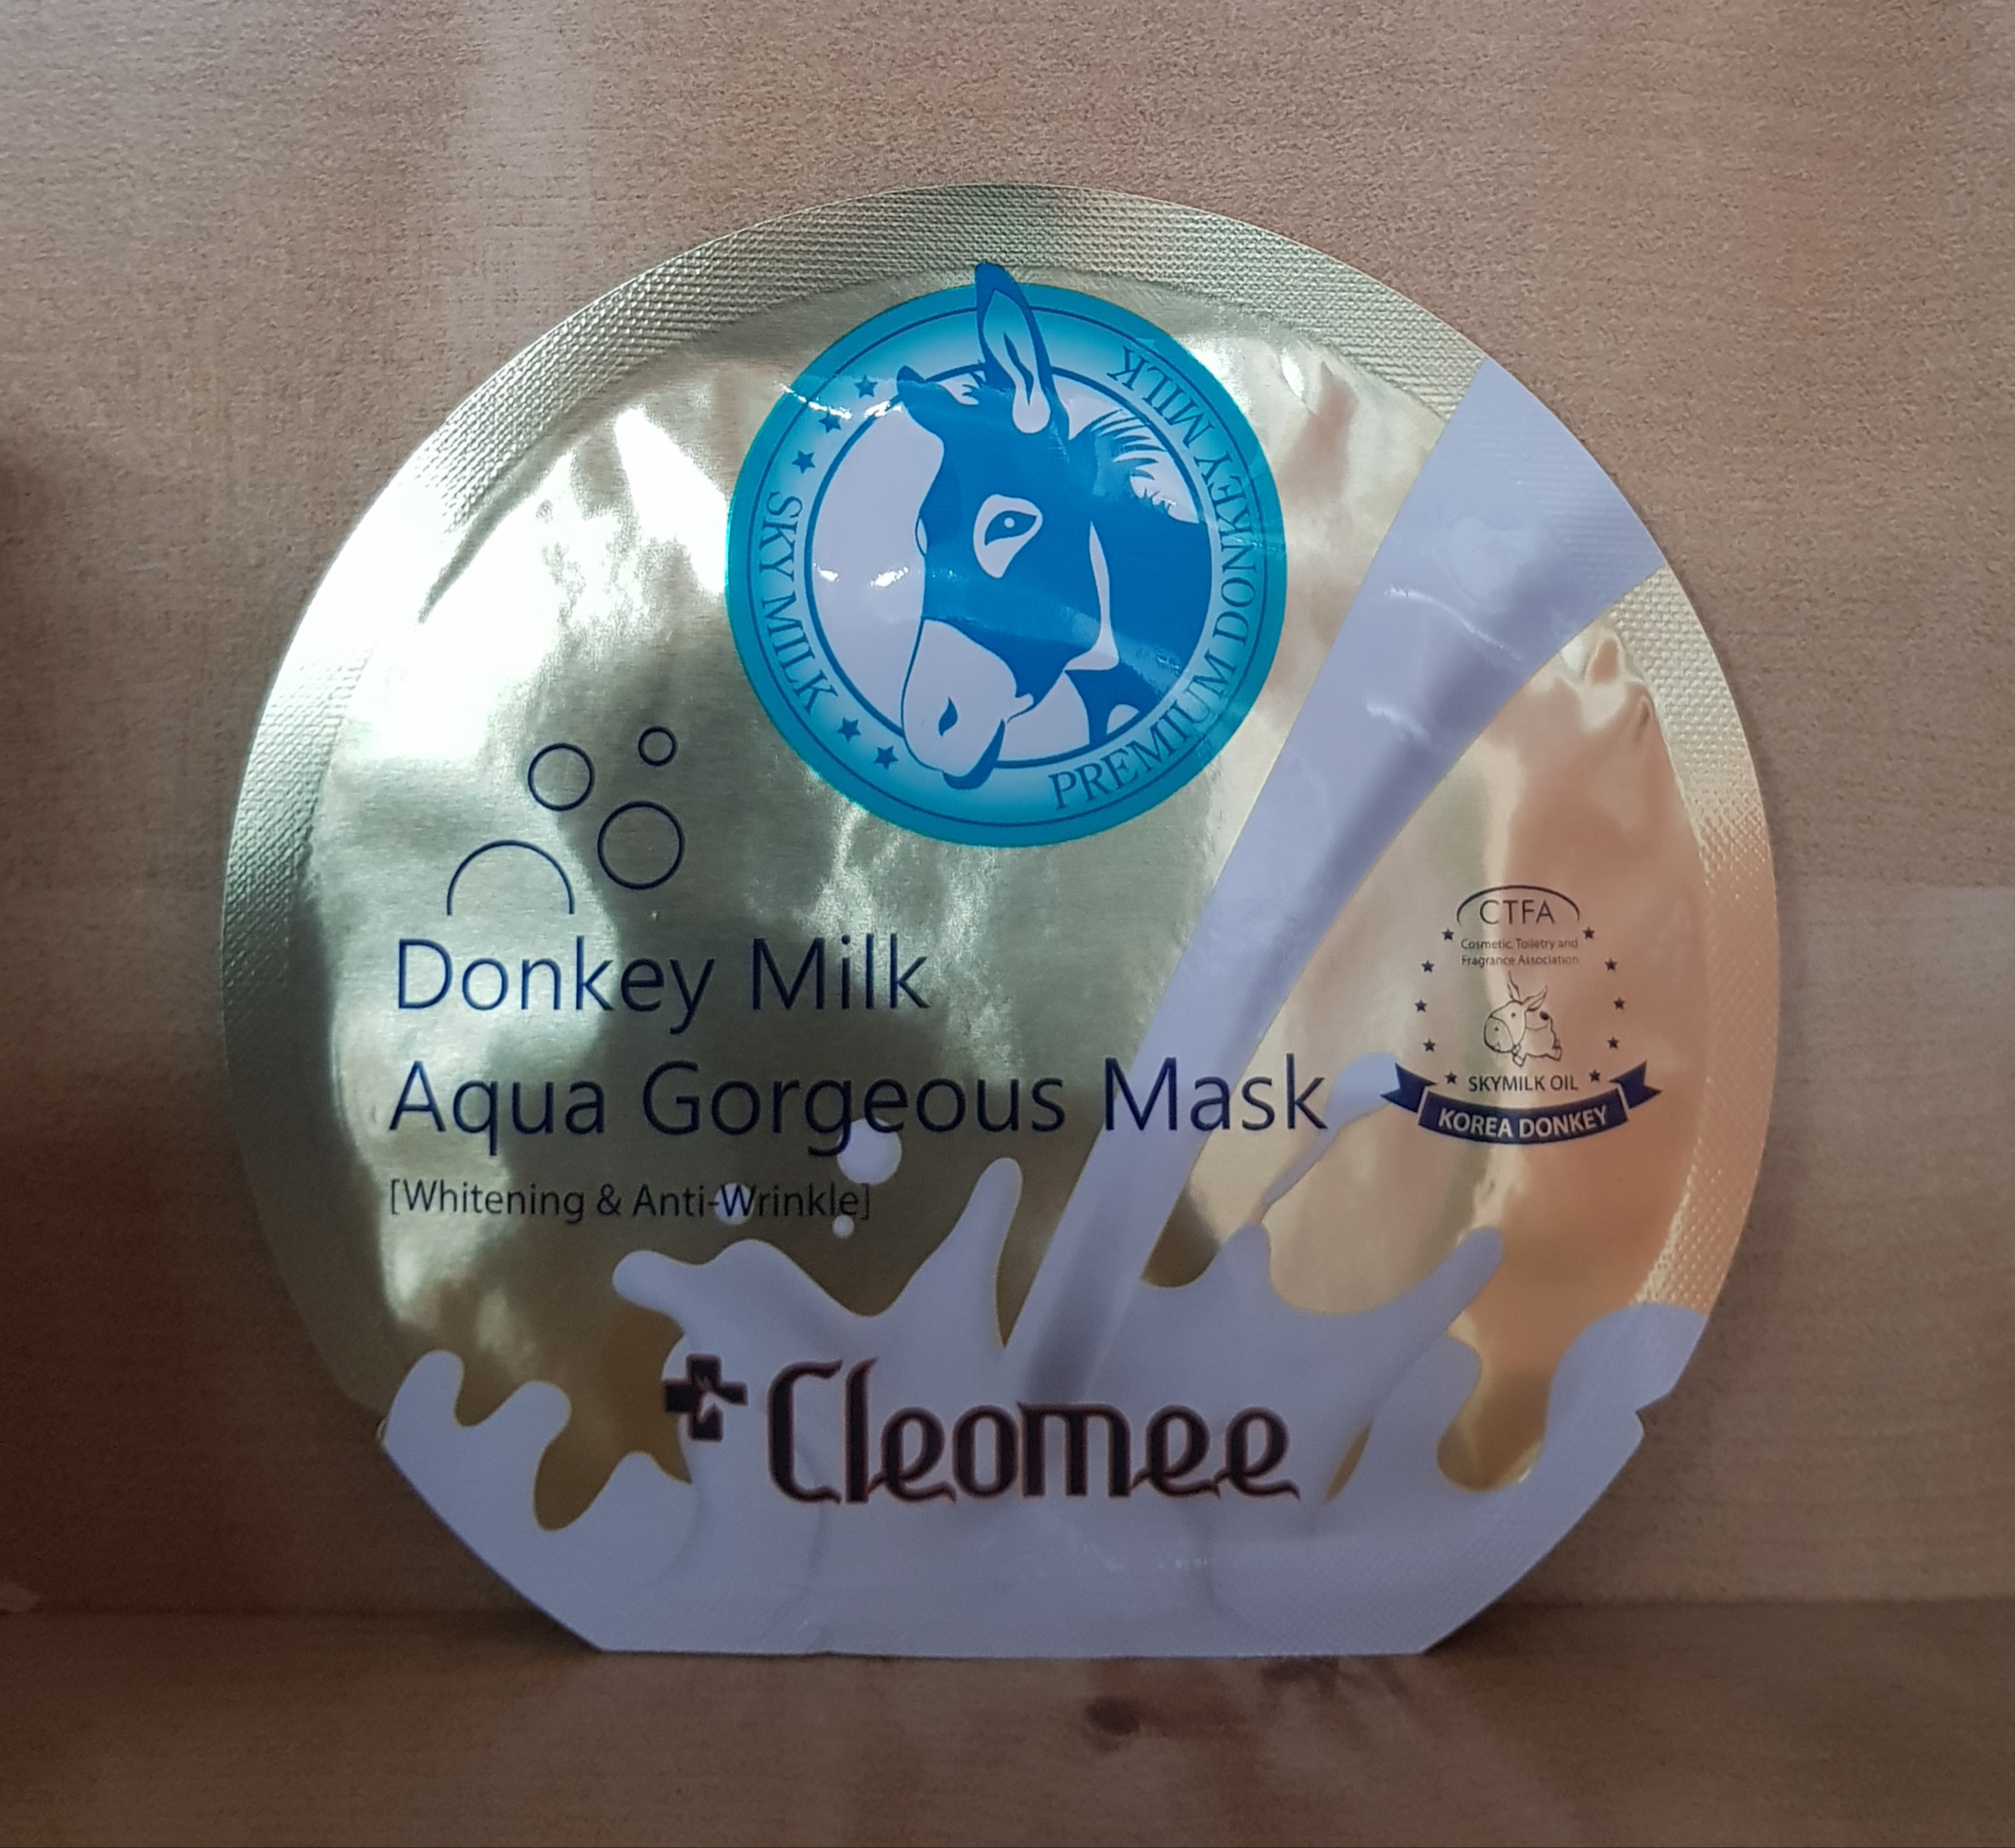 SKY MILK
PREMIUM DONKEY MILK
Donkey Milk
Aqua Gorgeous Mask
[Whitening & Anti-Wrinkle]
CTFA
Cosmetic, Toiletry and
Fragrance Association
SKYMILK OIL
KOREA DONKEY
Cleomee